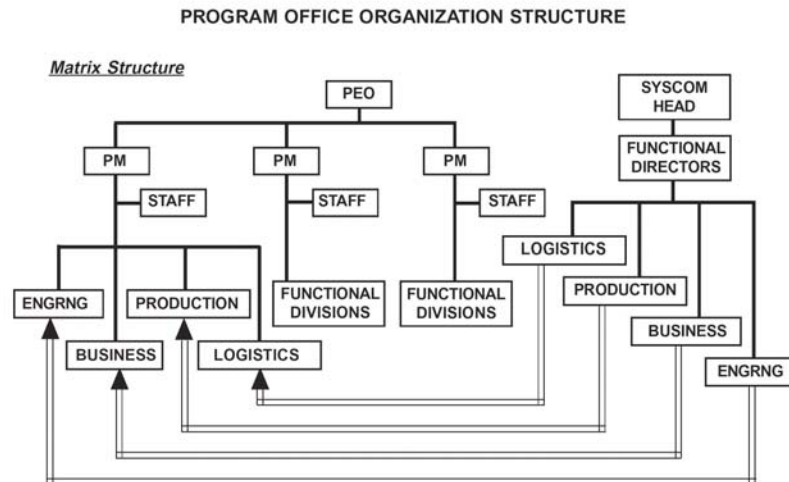 PROGRAM OFFICE ORGANIZATION STRUCTURE
Matrix Structure
PEO
SYSCOM
HEAD
PM
PM
PM
FUNCTIONAL
DIRECTORS
STAFF
STAFF
STAFF
LOGISTICS
ENGRNG
PRODUCTION
FUNCTIONAL
DIVISIONS
FUNCTIONAL
DIVISIONS
PRODUCTION
BUSINESS
LOGISTICS
BUSINESS
ENGRNG